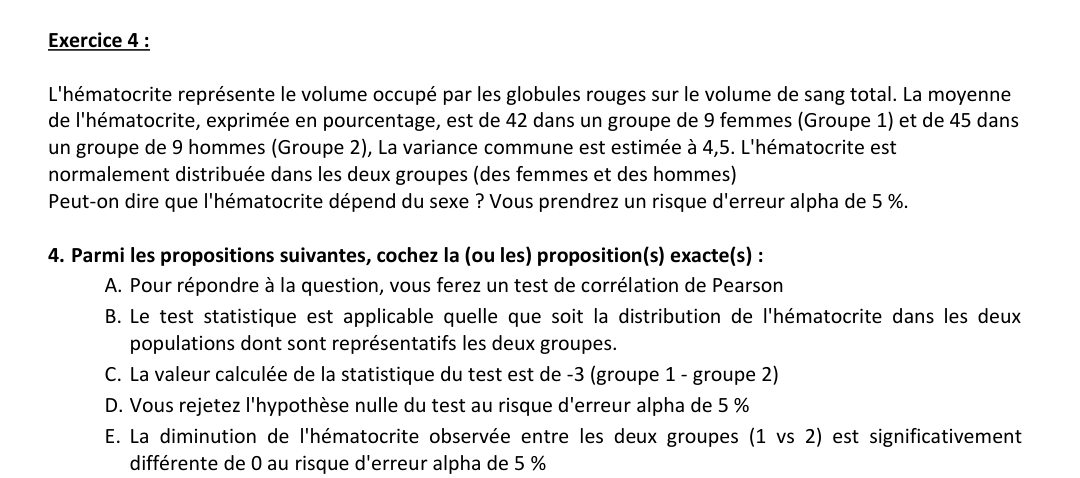 Exercice 4 :
L'hématocrite représente le volume occupé par les globules rouges sur le volume de sang total. La moyenne
de l'hématocrite, exprimée en pourcentage, est de 42 dans un groupe de 9 femmes (Groupe 1) et de 45 dans
un groupe de 9 hommes (Groupe 2), La variance commune est estimée à 4,5. L'hématocrite est
normalement distribuée dans les deux groupes (des femmes et des hommes)
Peut-on dire que l'hématocrite dépend du sexe ? Vous prendrez un risque d'erreur alpha de 5 %.
4. Parmi les propositions suivantes, cochez la (ou les) proposition(s) exacte(s) :
A. Pour répondre à la question, vous ferez un test de corrélation de Pearson
B. Le test statistique est applicable quelle que soit la distribution de l'hématocrite dans les deux
populations dont sont représentatifs les deux groupes.
C. La valeur calculée de la statistique du test est de -3 (groupe 1 - groupe 2)
D. Vous rejetez l'hypothèse nulle du test au risque d'erreur alpha de 5 %
E. La diminution de l'hématocrite observée entre les deux groupes (1 vs 2) est significativement
différente de 0 au risque d'erreur alpha de 5 %